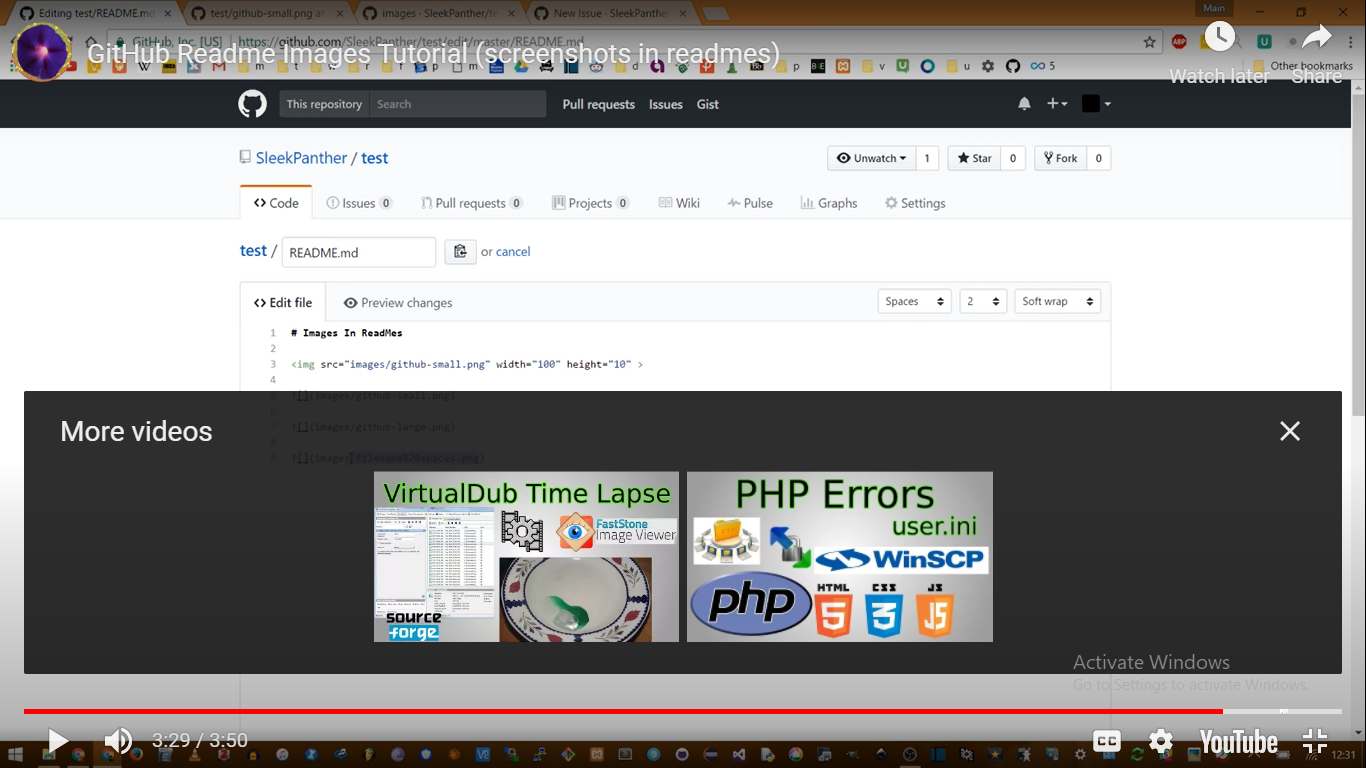 Editing test/README.md
test/github-small.png at
images - SleekPanther/te
New Issue · SleekPanther
Main
GitHub, Inc. [US]
https://github.com/SleekPanther/test/edit/master/README.md
GitHub Readme Images Tutorial (screenshots in readmes)
Watch later
Share
Other bookmarks
This repository
Search
Pull requests
Issues
Gist
SleekPanther / test
Unwatch
1
Star
0
Fork
0
Code
Issues 0
Pull requests 0
Projects 0
Wiki
Pulse
Graphs
Settings
test /
README.md
or cancel
Edit file
Preview changes
Spaces
2
Soft wrap
1 # Images In ReadMes
2
3 <img src="images/github-small.png" width="100" height="10" >
4
5 ![](images/github-small.png)
6
7 ![](images/github-large.png)
8
9 ![](images/filename%20spaces.png)
More videos
VirtualDub Time Lapse
FastStone
Image Viewer
source
forge
PHP Errors
user.ini
WinSCP
php
HTML
5
CSS
3
JS
JS
Activate Windows
Go to Settings to activate Windows.
3:29 / 3:50
CC
YouTube
12:31